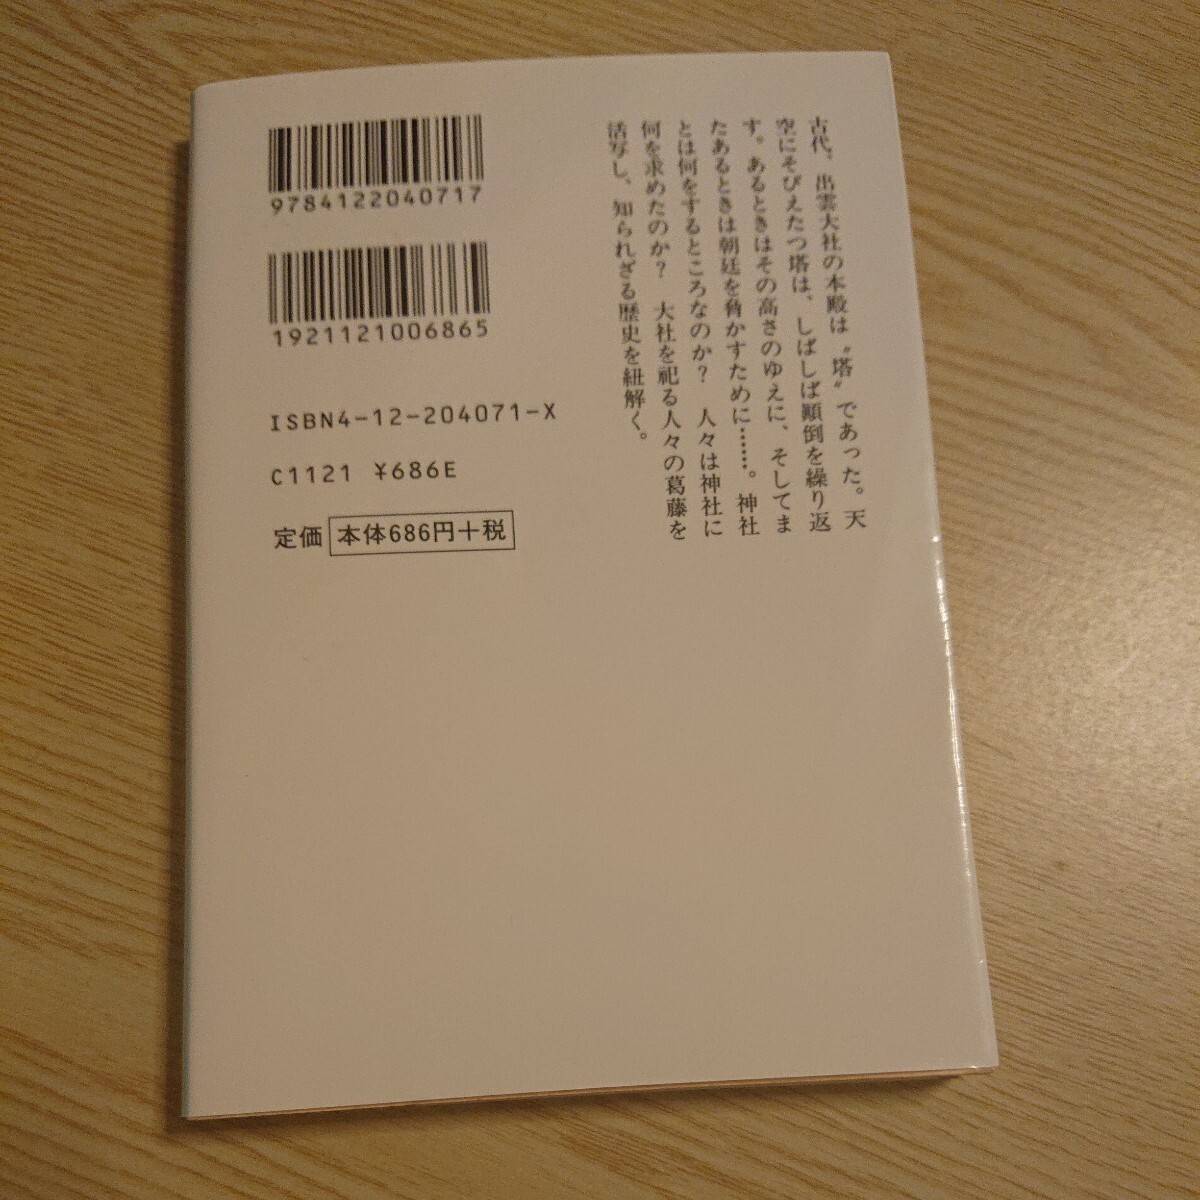 古代、出雲大社の本殿は〝塔〟であった。天
空にそびえたつ塔は、しばしば顚倒を繰り返
す。あるときはその高さのゆえに、そしてま
たあるときは朝廷を脅かすために……。神社
とは何をするところなのか? 人々は神社に
何を求めたのか? 大社を祀る人々の葛藤を
活写し、知られざる歴史を紐解く。
9784122040717
1921121006865
ISBN4-12-204071-X
C1121 ¥686E
定価 本体686円+税